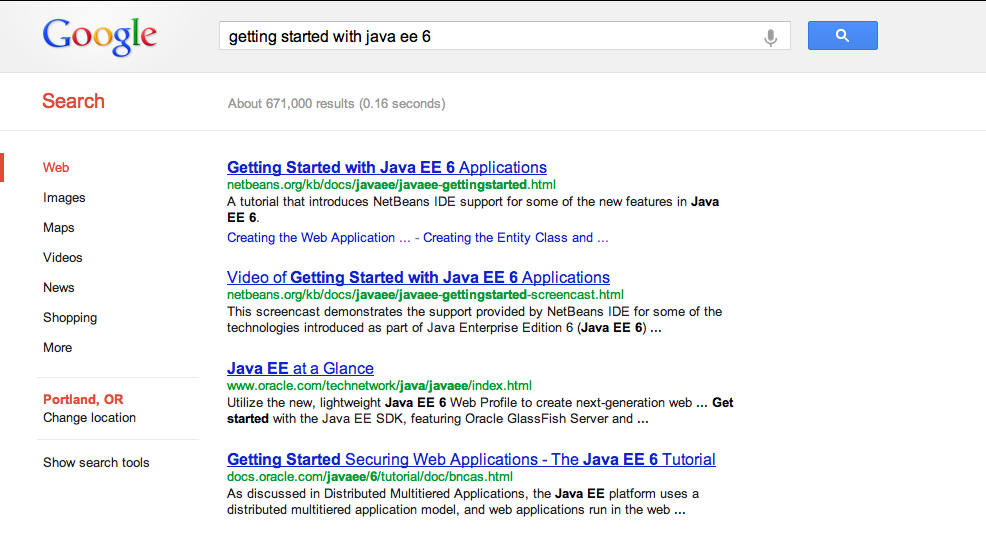 Google
getting started with java ee 6
Search
About 671,000 results (0.16 seconds)
Web
Images
Maps
Videos
News
Shopping
More
Portland, OR
Change location
Show search tools
Getting Started with Java EE 6 Applications
netbeans.org/kb/docs/javaee/javaee-gettingstarted.html
A tutorial that introduces NetBeans IDE support for some of the new features in Java
EE 6.
Creating the Web Application ... - Creating the Entity Class and ...
Video of Getting Started with Java EE 6 Applications
netbeans.org/kb/docs/javaee/javaee-gettingstarted-screencast.html
This screencast demonstrates the support provided by NetBeans IDE for some of the
technologies introduced as part of Java Enterprise Edition 6 (Java EE 6) ...
Java EE at a Glance
www.oracle.com/technetwork/java/javaee/index.html
Utilize the new, lightweight Java EE 6 Web Profile to create next-generation web ... Get
started with the Java EE SDK, featuring Oracle GlassFish Server and ...
Getting Started Securing Web Applications - The Java EE 6 Tutorial
docs.oracle.com/javaee/6/tutorial/doc/bncas.html
As discussed in Distributed Multitiered Applications, the Java EE platform uses a
distributed multitiered application model, and web applications run in the web ...